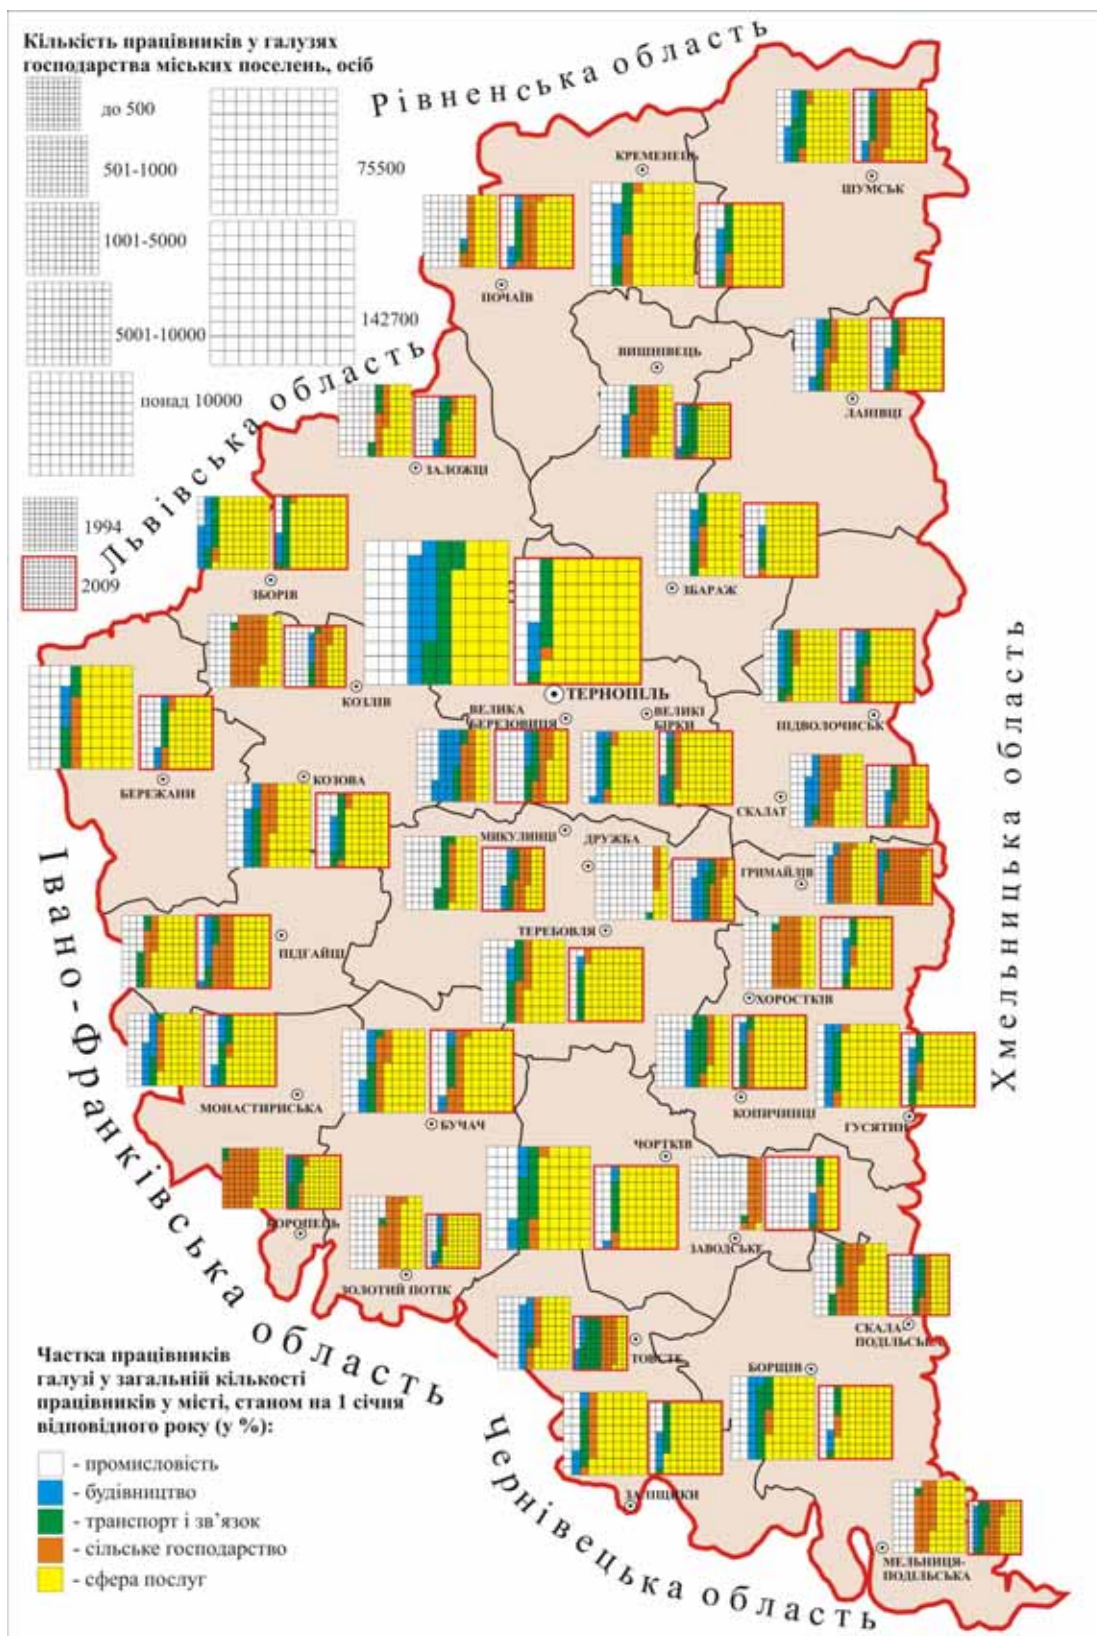 Кількість працівників у галузях
господарства міських поселень, осіб
до 500
501-1000
1001-5000
5001-10000
понад 10000
75500
142700
1994
2009
Рівненська область
Львівська область
Хмельницька область
Івано-Франківська область
Чернівецька область
КРЕМЕНЕЦЬ
ШУМСЬК
ПОЧАЇВ
ВИШНІВЕЦЬ
ЛАНІВЦІ
ЗАЛОЖЦІ
ЗБОРІВ
ЗБАРАЖ
КОЗЛІВ
ТЕРНОПІЛЬ
ВЕЛИКА
БЕРЕЗОВИЦЯ
ВЕЛИКІ
БІРКИ
ПІДВОЛОЧИСЬК
БЕРЕЖАНИ
КОЗОВА
СКАЛАТ
МИКУЛИНЦІ
ДРУЖБА
ГРИМАЙЛІВ
ТЕРЕБОВЛЯ
ПІДГАЙЦІ
ХОРОСТКІВ
МОНАСТИРИСЬКА
БУЧАЧ
КОПИЧИНЦІ
ГУСЯТИН
ЧОРТКІВ
КОРОПЕЦЬ
ЗОЛОТИЙ ПОТІК
ЗАВОДСЬКЕ
СКАЛА-
ПОДІЛЬСЬКА
ТОВСТЕ
БОРЩІВ
ЗАЛІЩИКИ
МЕЛЬНИЦЯ-
ПОДІЛЬСЬКА
Частка працівників
галузі у загальній кількості
працівників у місті, станом на 1 січня
відповідного року (у %):
- промисловість
- будівництво
- транспорт і зв’язок
- сільське господарство
- сфера послуг